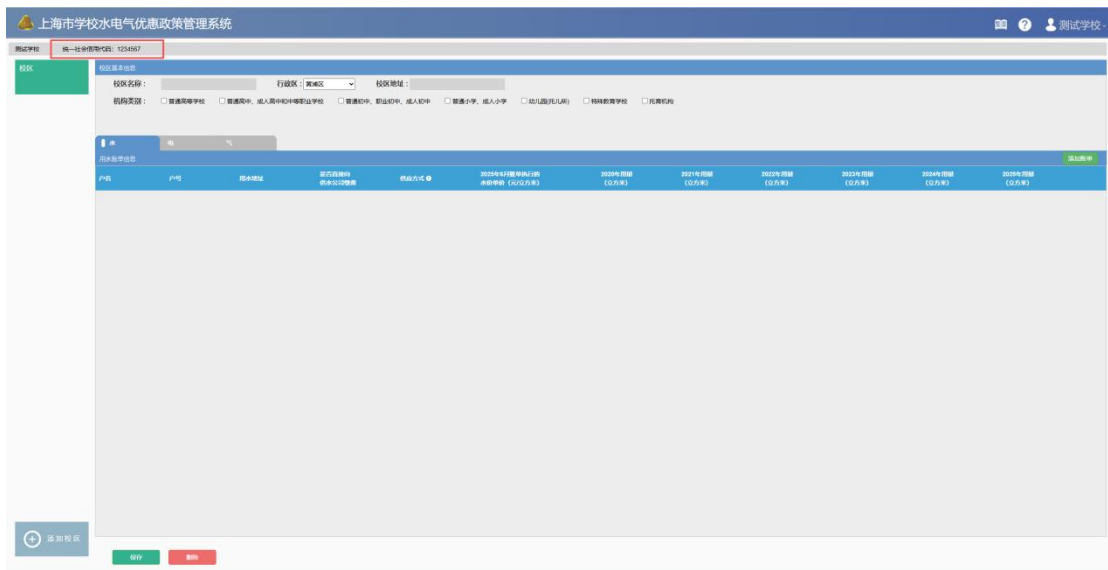 上海市学校水电气优惠政策管理系统
测试学校
测试学校 统一社会信用代码：1234567
校区
校区基本信息
校区名称： 行政区：黄浦区 校区地址：
机构类别： 普通高等学校 普通高中、成人高中和中等职业学校 普通初中、职业初中、成人初中 普通小学、成人小学 幼儿园(托儿所) 特殊教育学校 托育机构
水 电 气
用水账单信息 添加账单
户名 户号 用水地址 是否直接向供水公司缴费 供应方式 2025年6月账单执行的水价单价（元/立方米） 2020年用量（立方米） 2021年用量（立方米） 2022年用量（立方米） 2023年用量（立方米） 2024年用量（立方米） 2025年用量（立方米）
添加校区
保存 删除